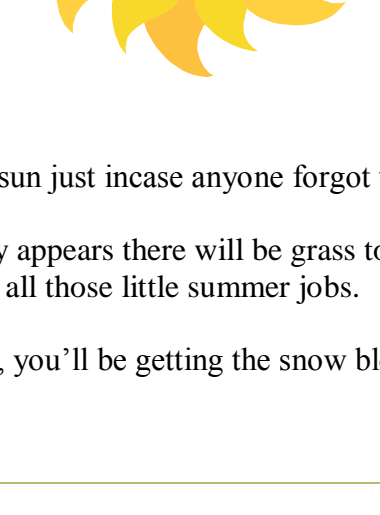 sun just incase anyone forgot
appears there will be grass to
all those little summer jobs.
, you’ll be getting the snow